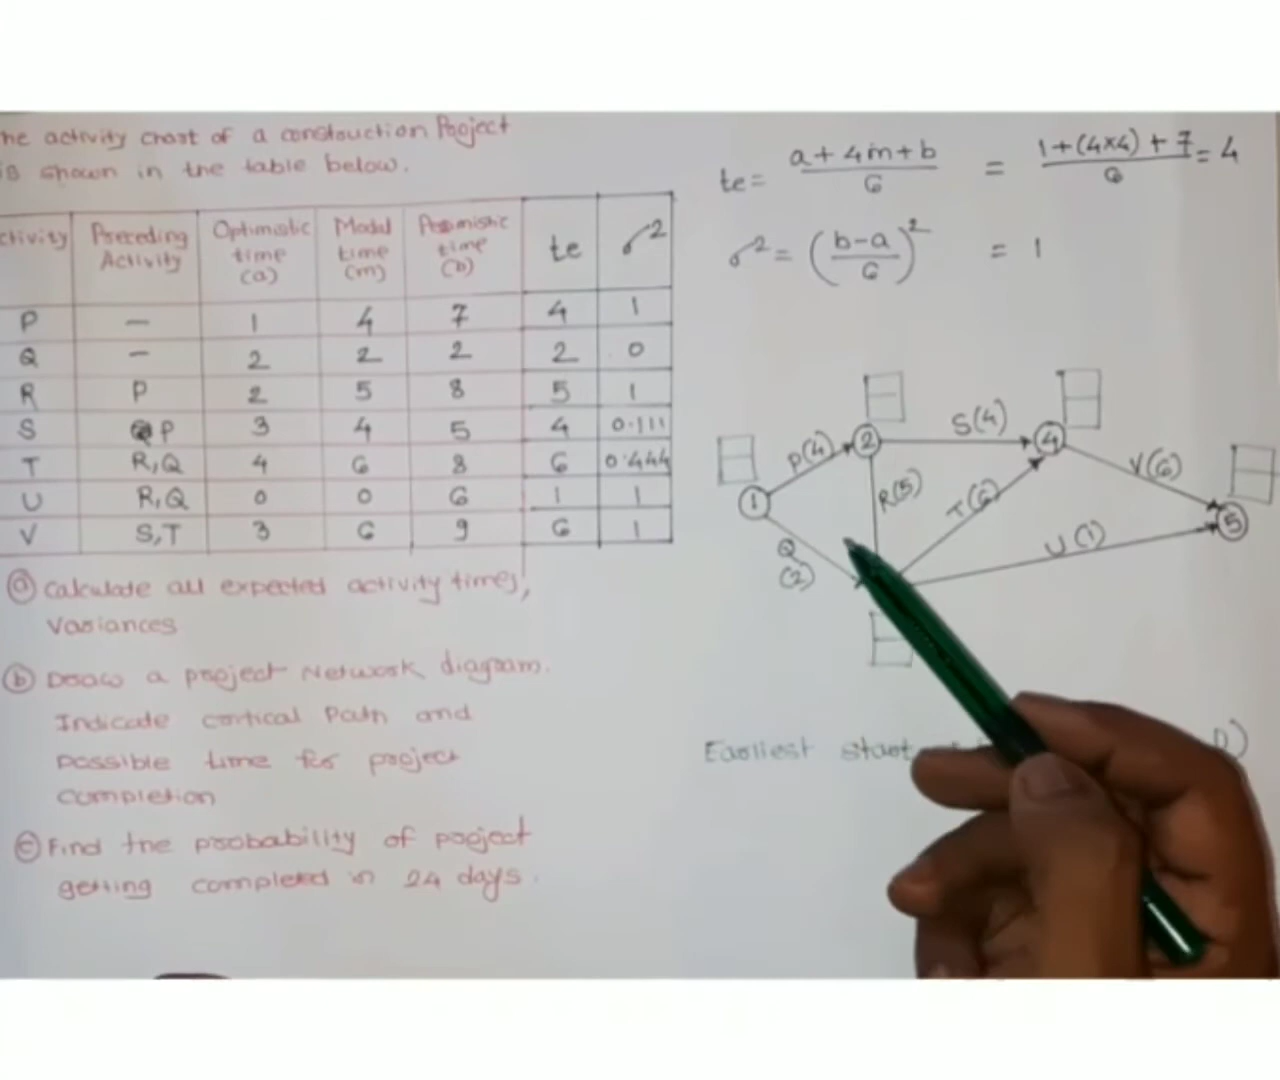 he activity chart of a construction Project
is shown in the table below.
ctivity Preceding Activity Optimistic time (a) Modal time (m) Pessimistic time (b) te σ²
P — 1 4 7 4 1
Q — 2 2 2 2 0
R P 2 5 8 5 1
S P 3 4 5 4 0.111
T R,Q 4 6 8 6 0.444
U R,Q 0 0 6 1 1
V S,T 3 6 9 6 1
(a) Calculate all expected activity times,
Variances
(b) Draw a project Network diagram.
Indicate cortical Path and
possible time for project
completion
(c) Find the probability of project
getting completed in 24 days.
te = a + 4m + b / 6 = 1 + (4×4) + 7 / 6 = 4
σ² = (b-a / 6)² = 1
S(4)
P(4) 2 4
R(5) V(6)
1 T(6) 5
Q
(2) U(1)
Earliest start